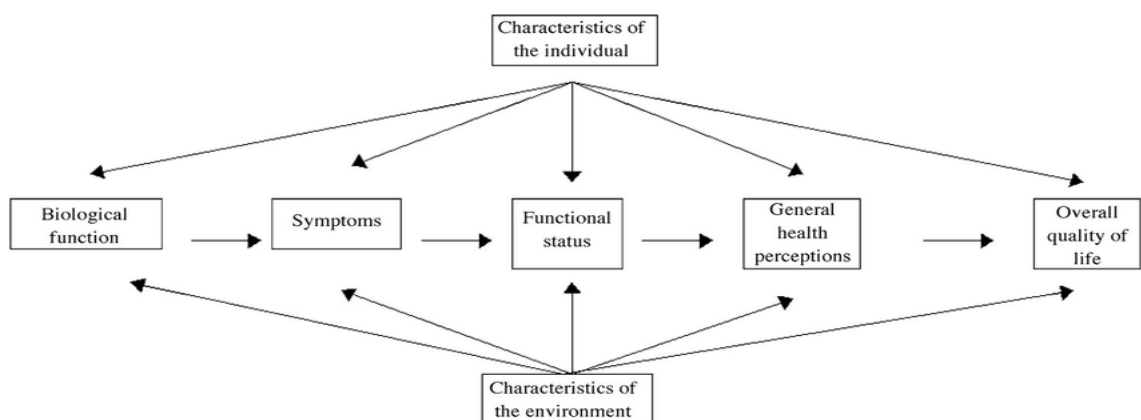 Characteristics of
the individual
Biological
function
Symptoms
Functional
status
General
health
perceptions
Overall
quality of
life
Characteristics of
the environment